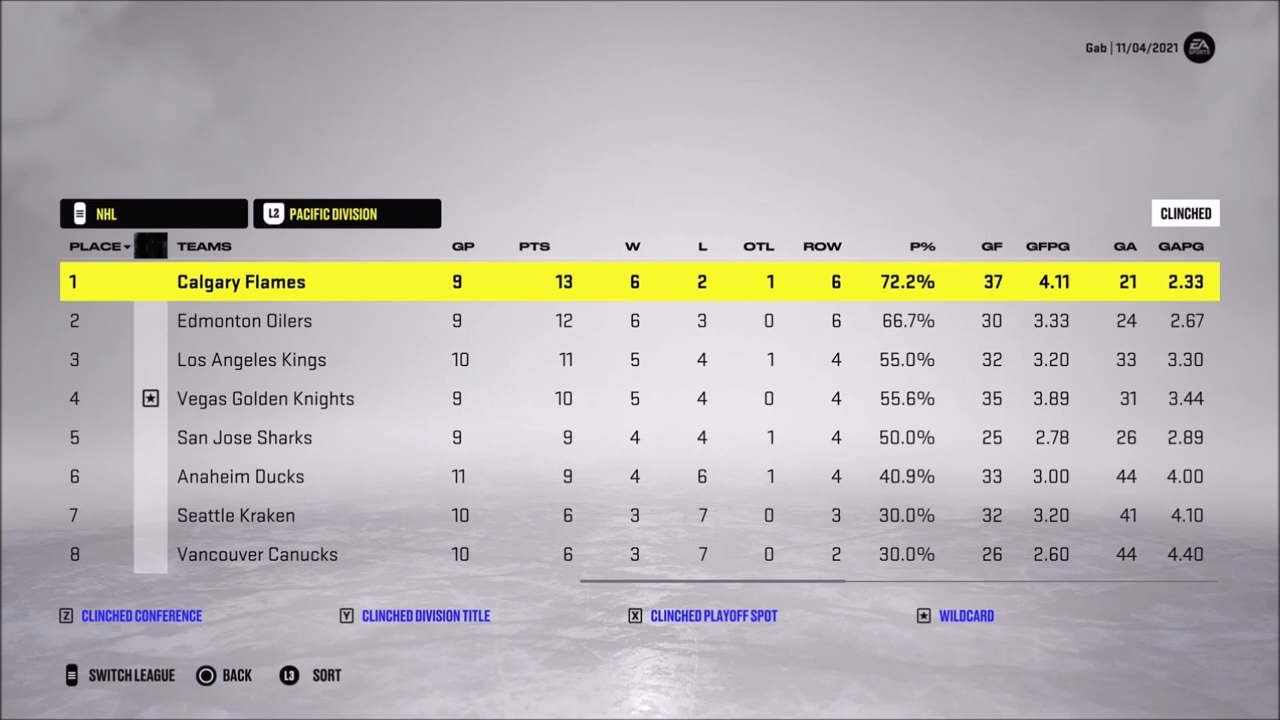 Gab | 11/04/2021 EA SPORTS
NHL L2 PACIFIC DIVISION CLINCHED
PLACE TEAMS GP PTS W L OTL ROW P% GF GFPG GA GAPG
1 Calgary Flames 9 13 6 2 1 6 72.2% 37 4.11 21 2.33
2 Edmonton Oilers 9 12 6 3 0 6 66.7% 30 3.33 24 2.67
3 Los Angeles Kings 10 11 5 4 1 4 55.0% 32 3.20 33 3.30
4 Vegas Golden Knights 9 10 5 4 0 4 55.6% 35 3.89 31 3.44
5 San Jose Sharks 9 9 4 4 1 4 50.0% 25 2.78 26 2.89
6 Anaheim Ducks 11 9 4 6 1 4 40.9% 33 3.00 44 4.00
7 Seattle Kraken 10 6 3 7 0 3 30.0% 32 3.20 41 4.10
8 Vancouver Canucks 10 6 3 7 0 2 30.0% 26 2.60 44 4.40
Z CLINCHED CONFERENCE Y CLINCHED DIVISION TITLE X CLINCHED PLAYOFF SPOT WILDCARD
SWITCH LEAGUE BACK L3 SORT